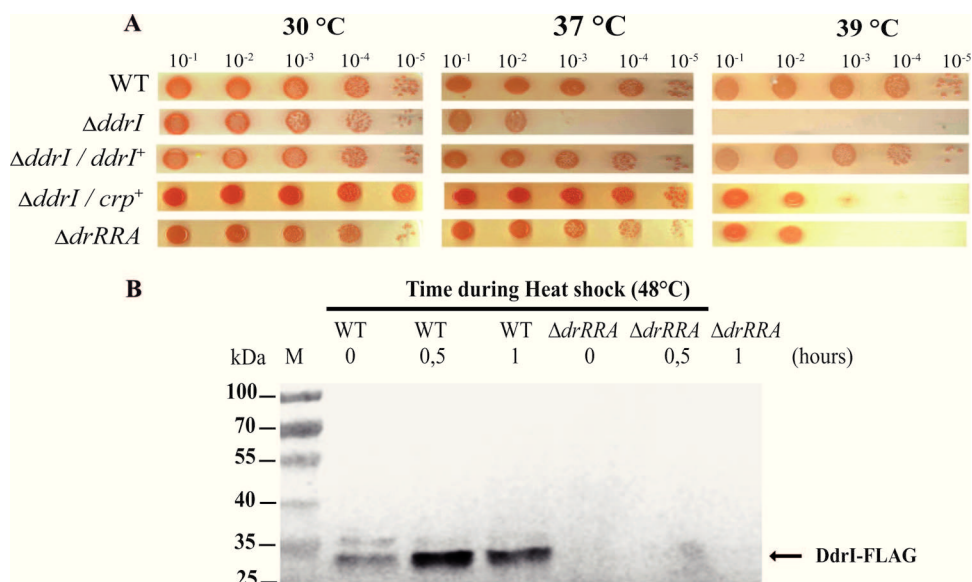 A
30 °C 37 °C 39 °C
10-1 10-2 10-3 10-4 10-5 10-1 10-2 10-3 10-4 10-5 10-1 10-2 10-3 10-4 10-5
WT
ΔddrI
ΔddrI / ddrI+
ΔddrI / crp+
ΔdrRRA
B
Time during Heat shock (48°C)
WT WT WT ΔdrRRA ΔdrRRA ΔdrRRA
kDa M 0 0,5 1 0 0,5 1 (hours)
100
70
55
40
35
DdrI-FLAG
25